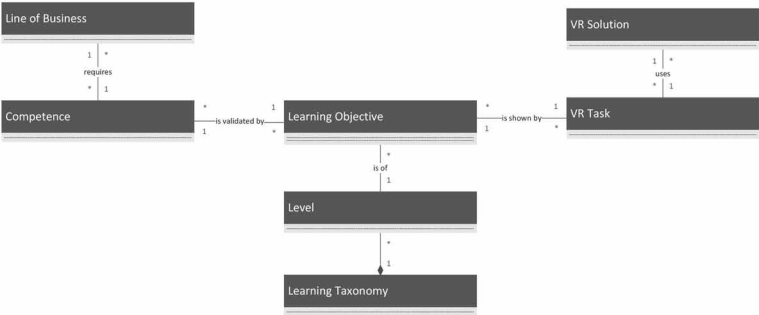 Line of Business
VR Solution
1 *
1 *
requires
uses
* 1
* 1
Competence
* 1
Learning Objective
* 1
VR Task
is validated by
is shown by
1 *
1 *
*
is of
1
Level
*
1
Learning Taxonomy